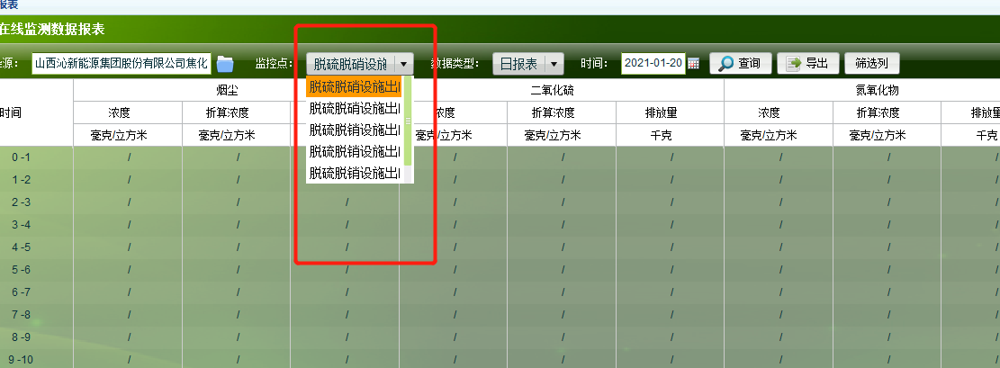 报表
在线监测数据报表
源： 山西沁新能源集团股份有限公司焦化 监控点： 脱硫脱硝设施 数据类型： 日报表 时间： 2021-01-20 查询 导出 筛选列
脱硫脱硝设施出
脱硫脱硝设施出
脱硫脱销设施出
脱硫脱销设施出
脱硫脱销设施出
时间 烟尘 二氧化硫 氮氧化物
浓度 折算浓度 浓度 折算浓度 排放量 浓度 折算浓度 排放量
毫克/立方米 毫克/立方米 毫克/立方米 毫克/立方米 千克 毫克/立方米 毫克/立方米 千克
0 -1 / / / / / / / / /
1 -2 / / / / / / / / /
2 -3 / / / / / / / / /
3 -4 / / / / / / / / /
4 -5 / / / / / / / / /
5 -6 / / / / / / / / /
6 -7 / / / / / / / / /
7 -8 / / / / / / / / /
8 -9 / / / / / / / / /
9 -10 / / / / / / / / /